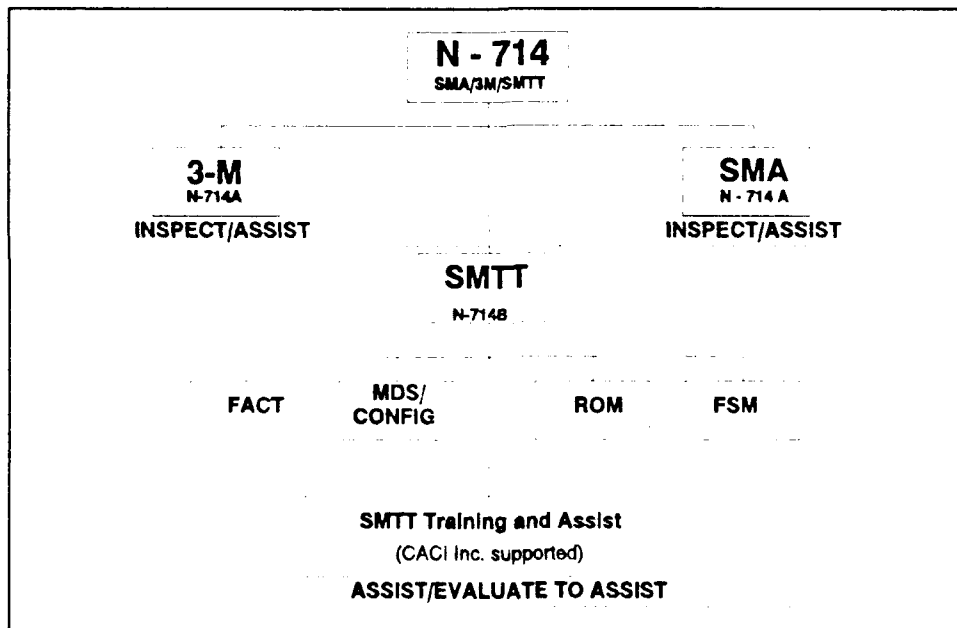 N - 714
SMA/3M/SMTT
3-M
N-714A
INSPECT/ASSIST
SMA
N - 714 A
INSPECT/ASSIST
SMTT
N-714B
FACT
MDS/
CONFIG
ROM
FSM
SMTT Training and Assist
(CACI Inc. supported)
ASSIST/EVALUATE TO ASSIST